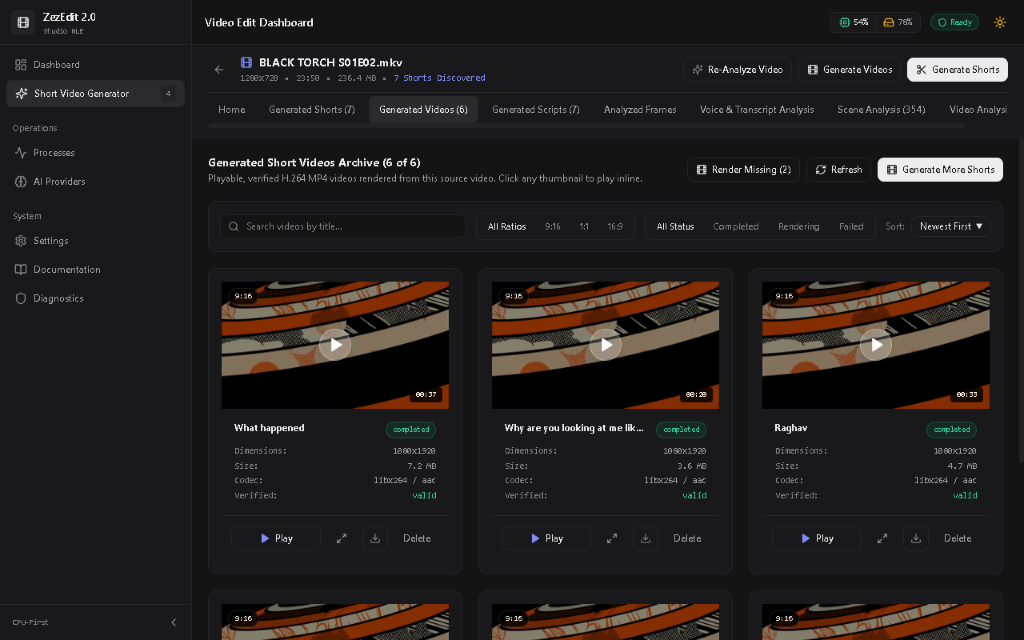 ZezEdit 2.0
Studio NLE
Dashboard
Short Video Generator 4
Operations
Processes
AI Providers
System
Settings
Documentation
Diagnostics
CPU-First
Video Edit Dashboard
54% 76% Ready
BLACK TORCH S01E02.mkv
1280x720 • 23:50 • 236.4 MB • 7 Shorts Discovered
Re-Analyze Video Generate Videos Generate Shorts
Home Generated Shorts (7) Generated Videos (6) Generated Scripts (7) Analyzed Frames Voice & Transcript Analysis Scene Analysis (354) Video Analysi
Generated Short Videos Archive (6 of 6)
Playable, verified H.264 MP4 videos rendered from this source video. Click any thumbnail to play inline.
Render Missing (2) Refresh Generate More Shorts
Search videos by title... All Ratios 9:16 1:1 16:9 All Status Completed Rendering Failed Sort: Newest First ▼
9:16
00:37
What happened completed
Dimensions: 1080x1920
Size: 7.2 MB
Codec: libx264 / aac
Verified: valid
Play Delete
9:16
00:20
Why are you looking at me lik... completed
Dimensions: 1080x1920
Size: 3.6 MB
Codec: libx264 / aac
Verified: valid
Play Delete
9:16
00:33
Raghav completed
Dimensions: 1080x1920
Size: 4.7 MB
Codec: libx264 / aac
Verified: valid
Play Delete
9:16
9:16
9:16